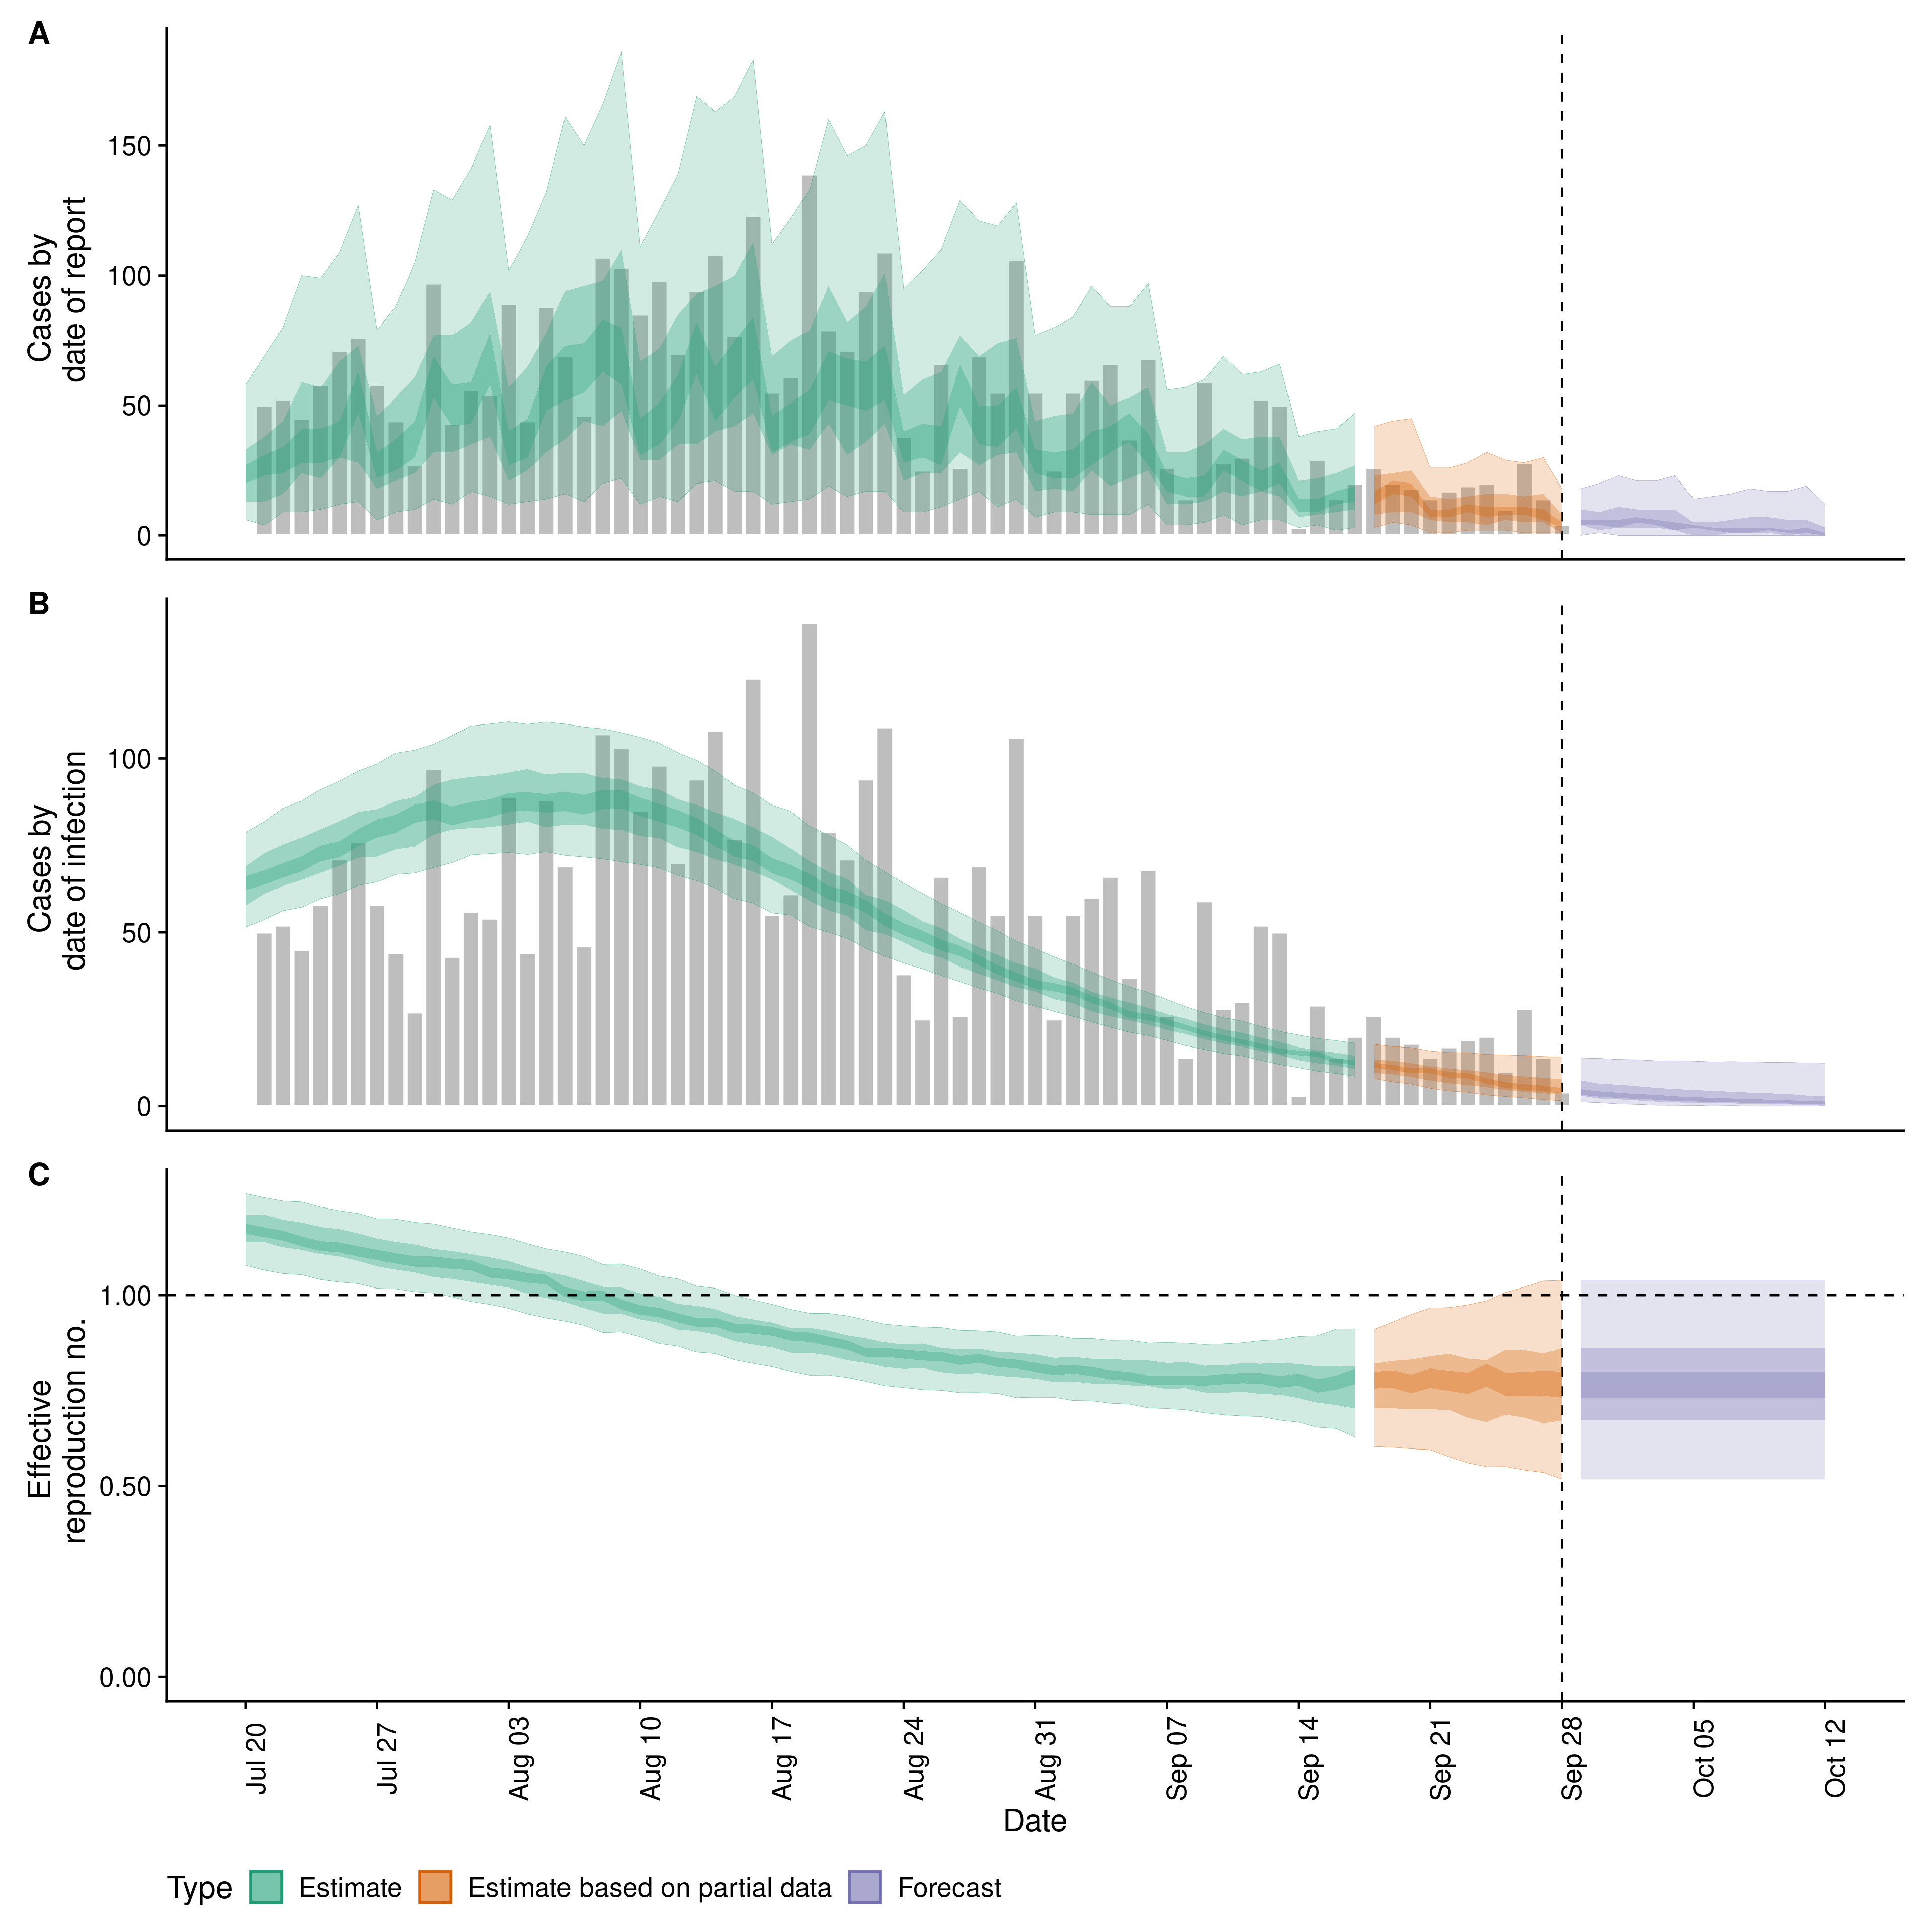 A
Cases by
date of report
150
100
50
0
B
Cases by
date of infection
100
50
0
C
Effective
reproduction no.
1.00
0.50
0.00
Jul 20
Jul 27
Aug 03
Aug 10
Aug 17
Aug 24
Aug 31
Sep 07
Sep 14
Sep 21
Sep 28
Oct 05
Oct 12
Date
Type
Estimate
Estimate based on partial data
Forecast